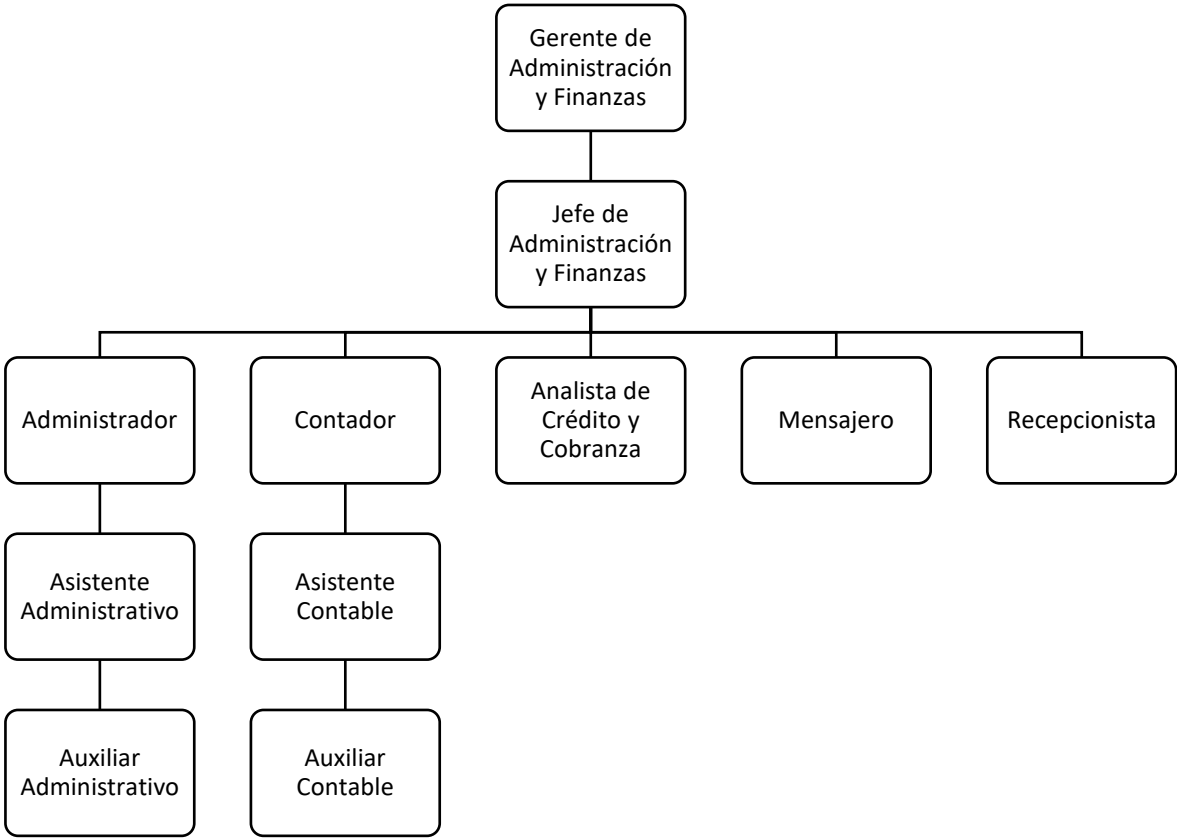 Gerente de
Administración
y Finanzas
Jefe de
Administración
y Finanzas
Administrador
Contador
Analista de
Crédito y
Cobranza
Mensajero
Recepcionista
Asistente
Administrativo
Asistente
Contable
Auxiliar
Administrativo
Auxiliar
Contable